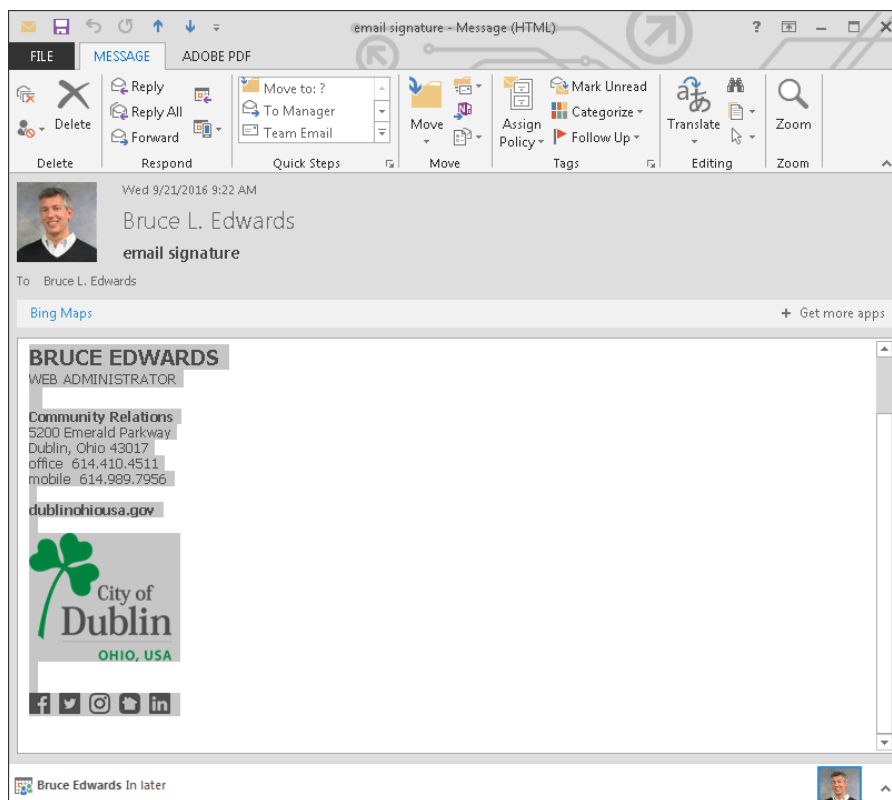 email signature - Message (HTML)
?
FILE MESSAGE ADOBE PDF
Delete
Reply
Reply All
Forward
Move to: ?
To Manager
Team Email
Move
Assign Policy
Mark Unread
Categorize
Follow Up
Translate
Zoom
Delete Respond Quick Steps Move Tags Editing Zoom
Wed 9/21/2016 9:22 AM
Bruce L. Edwards
email signature
To Bruce L. Edwards
Bing Maps + Get more apps
BRUCE EDWARDS
WEB ADMINISTRATOR
Community Relations
5200 Emerald Parkway
Dublin, Ohio 43017
office 614.410.4511
mobile 614.989.7956
dublinohiousa.gov
City of
Dublin
OHIO, USA
Bruce Edwards In later